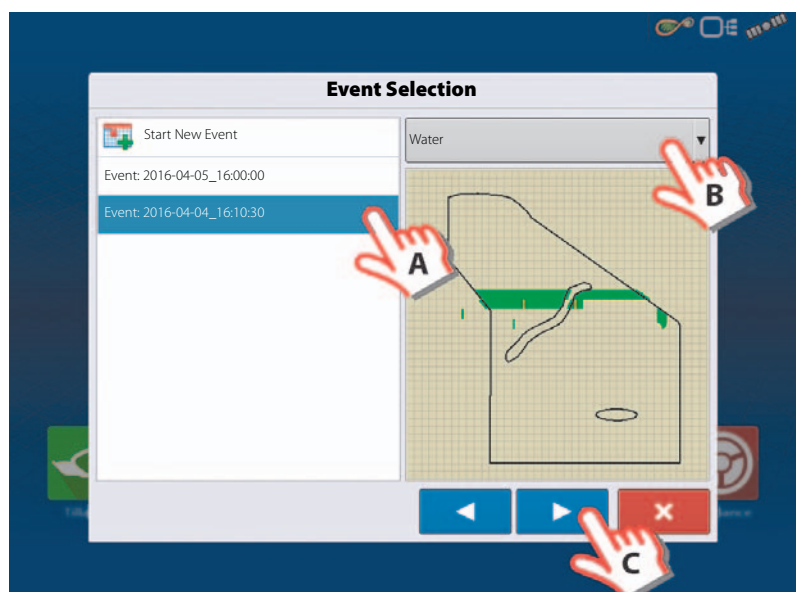 Event Selection
Start New Event
Water
Event: 2016-04-05_16:00:00
Event: 2016-04-04_16:10:30
A
B
C